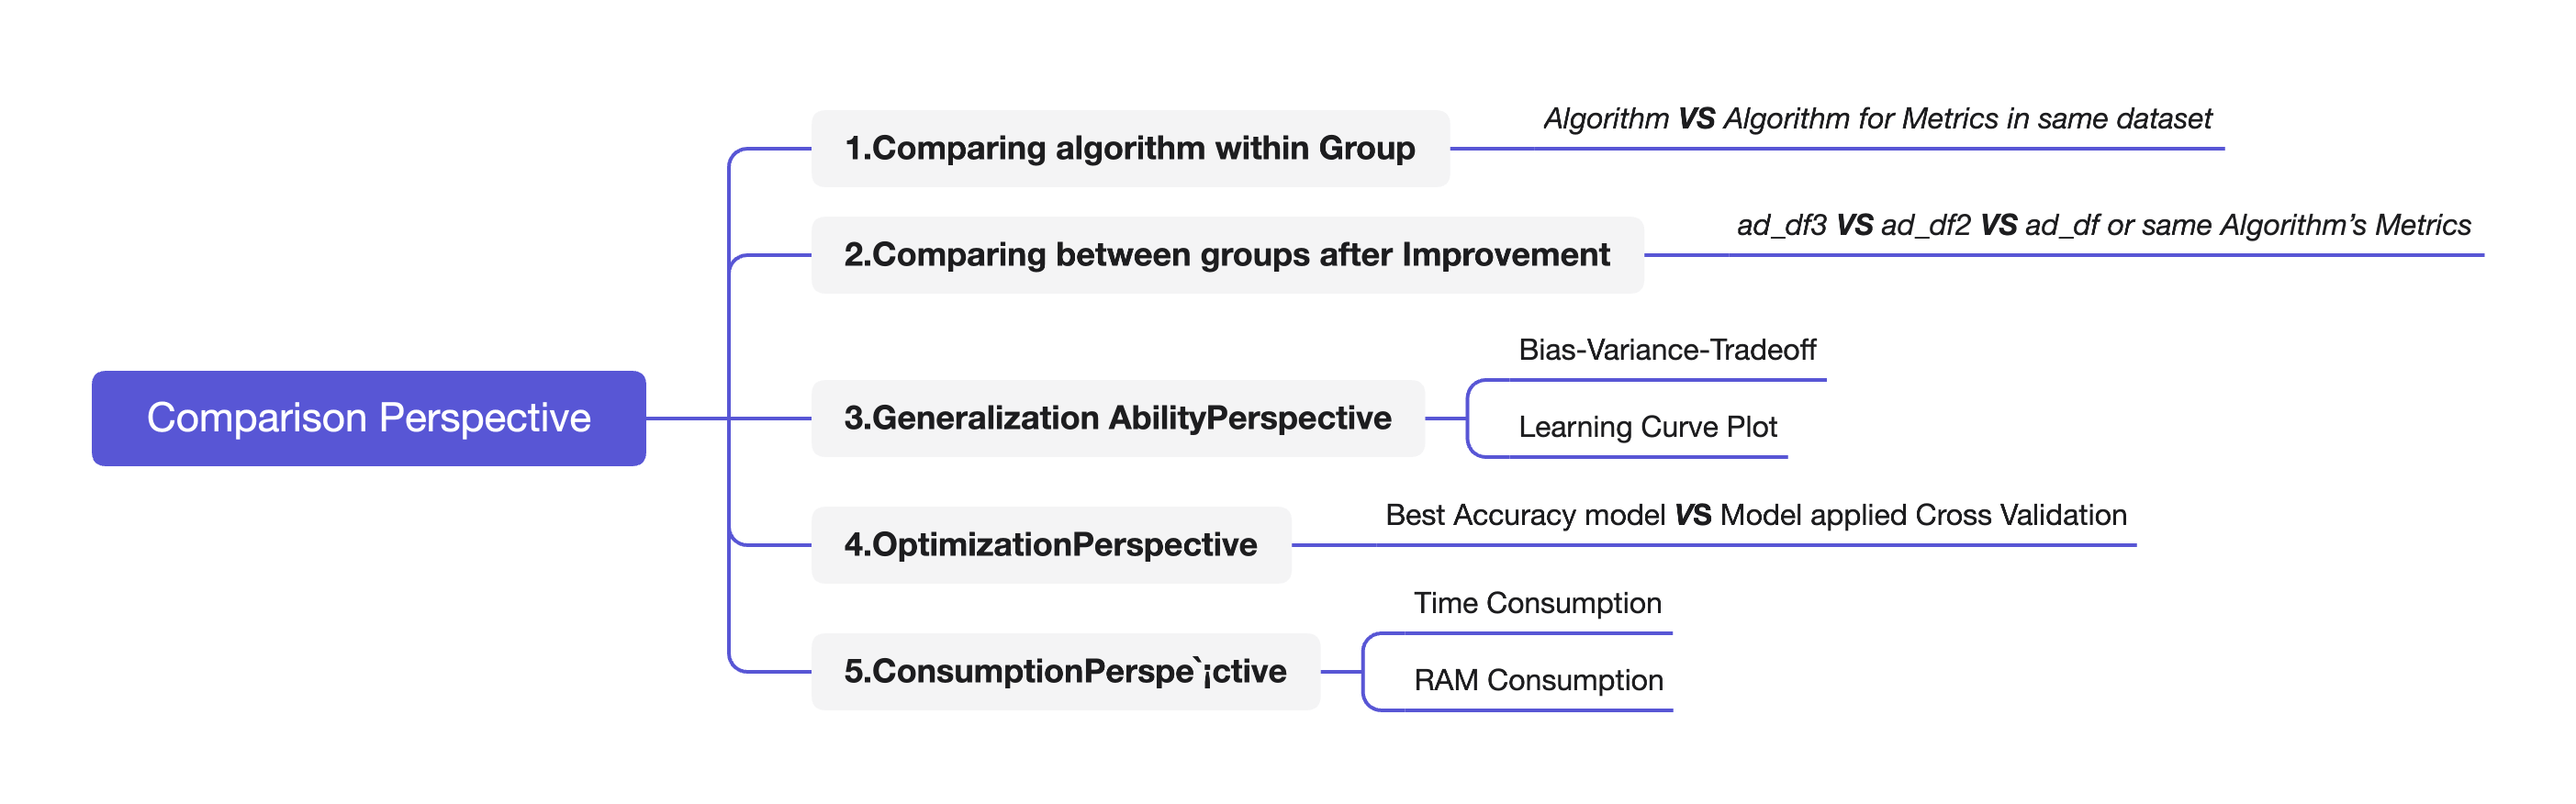 Comparison Perspective
1.Comparing algorithm within Group
Algorithm VS Algorithm for Metrics in same dataset
2.Comparing between groups after Improvement
ad_df3 VS ad_df2 VS ad_df or same Algorithm’s Metrics
3.Generalization AbilityPerspective
Bias-Variance-Tradeoff
Learning Curve Plot
4.OptimizationPerspective
Best Accuracy model VS Model applied Cross Validation
5.ConsumptionPerspe`¡ctive
Time Consumption
RAM Consumption